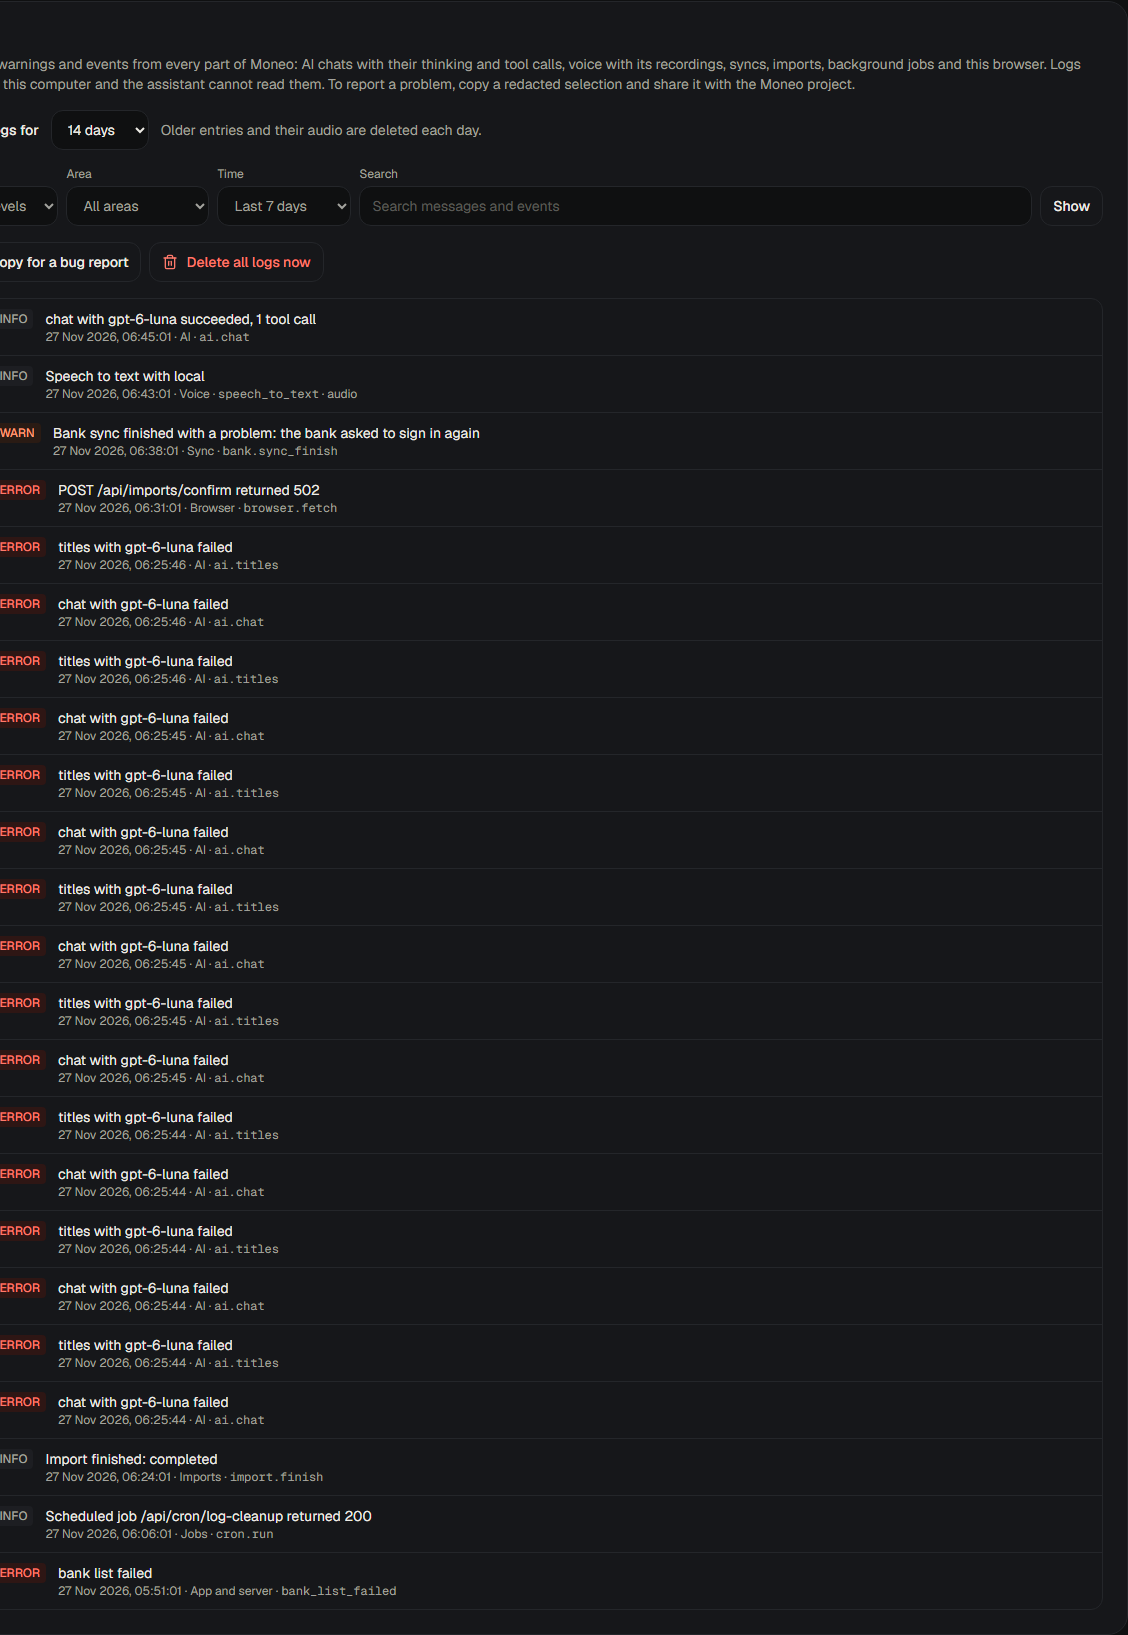 warnings and events from every part of Moneo: AI chats with their thinking and tool calls, voice with its recordings, syncs, imports, background jobs and this browser. Logs
this computer and the assistant cannot read them. To report a problem, copy a redacted selection and share it with the Moneo project.
gs for 14 days Older entries and their audio are deleted each day.
Area Time Search
vels All areas Last 7 days Search messages and events Show
opy for a bug report Delete all logs now
INFO chat with gpt-6-luna succeeded, 1 tool call
27 Nov 2026, 06:45:01 · AI · ai.chat
INFO Speech to text with local
27 Nov 2026, 06:43:01 · Voice · speech_to_text · audio
WARN Bank sync finished with a problem: the bank asked to sign in again
27 Nov 2026, 06:38:01 · Sync · bank.sync_finish
ERROR POST /api/imports/confirm returned 502
27 Nov 2026, 06:31:01 · Browser · browser.fetch
ERROR titles with gpt-6-luna failed
27 Nov 2026, 06:25:46 · AI · ai.titles
ERROR chat with gpt-6-luna failed
27 Nov 2026, 06:25:46 · AI · ai.chat
ERROR titles with gpt-6-luna failed
27 Nov 2026, 06:25:46 · AI · ai.titles
ERROR chat with gpt-6-luna failed
27 Nov 2026, 06:25:45 · AI · ai.chat
ERROR titles with gpt-6-luna failed
27 Nov 2026, 06:25:45 · AI · ai.titles
ERROR chat with gpt-6-luna failed
27 Nov 2026, 06:25:45 · AI · ai.chat
ERROR titles with gpt-6-luna failed
27 Nov 2026, 06:25:45 · AI · ai.titles
ERROR chat with gpt-6-luna failed
27 Nov 2026, 06:25:45 · AI · ai.chat
ERROR titles with gpt-6-luna failed
27 Nov 2026, 06:25:45 · AI · ai.titles
ERROR chat with gpt-6-luna failed
27 Nov 2026, 06:25:45 · AI · ai.chat
ERROR titles with gpt-6-luna failed
27 Nov 2026, 06:25:44 · AI · ai.titles
ERROR chat with gpt-6-luna failed
27 Nov 2026, 06:25:44 · AI · ai.chat
ERROR titles with gpt-6-luna failed
27 Nov 2026, 06:25:44 · AI · ai.titles
ERROR chat with gpt-6-luna failed
27 Nov 2026, 06:25:44 · AI · ai.chat
ERROR titles with gpt-6-luna failed
27 Nov 2026, 06:25:44 · AI · ai.titles
ERROR chat with gpt-6-luna failed
27 Nov 2026, 06:25:44 · AI · ai.chat
INFO Import finished: completed
27 Nov 2026, 06:24:01 · Imports · import.finish
INFO Scheduled job /api/cron/log-cleanup returned 200
27 Nov 2026, 06:06:01 · Jobs · cron.run
ERROR bank list failed
27 Nov 2026, 05:51:01 · App and server · bank_list_failed